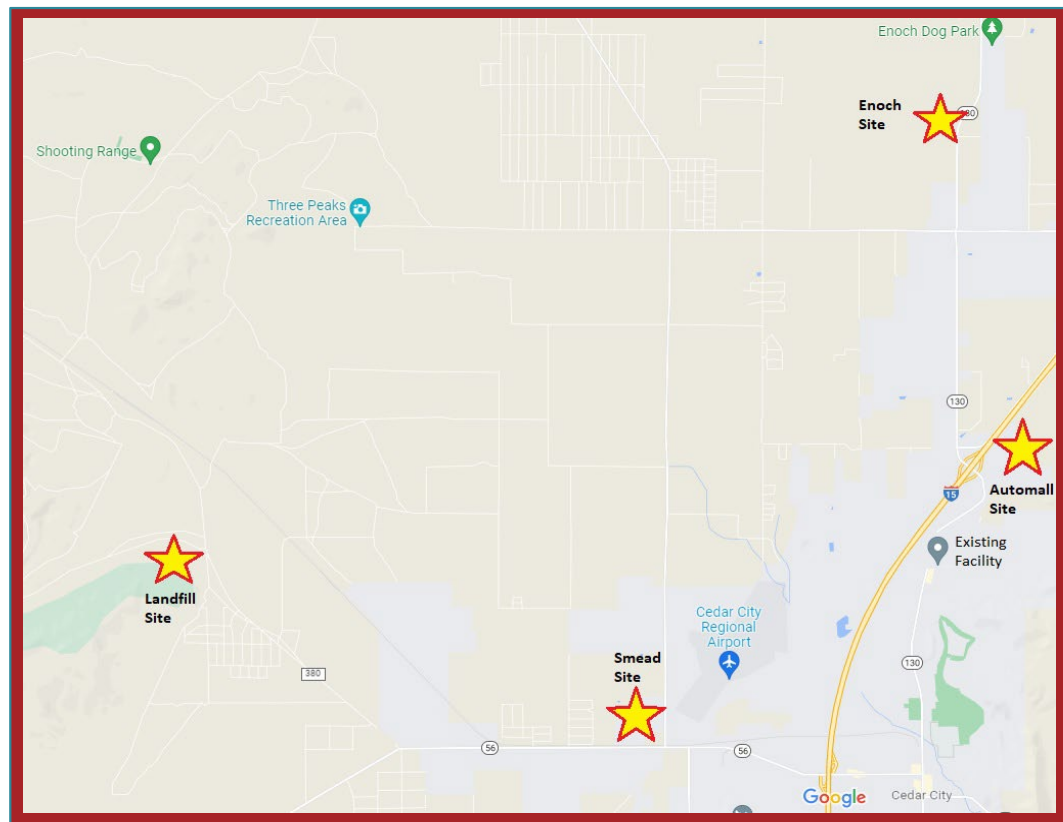 Enoch Dog Park
Enoch
Site
130
Shooting Range
Three Peaks
Recreation Area
130
Automall
Site
15
Existing
Facility
Landfill
Site
Cedar City
Regional
Airport
Smead
Site
130
380
56
56
Google
Cedar City